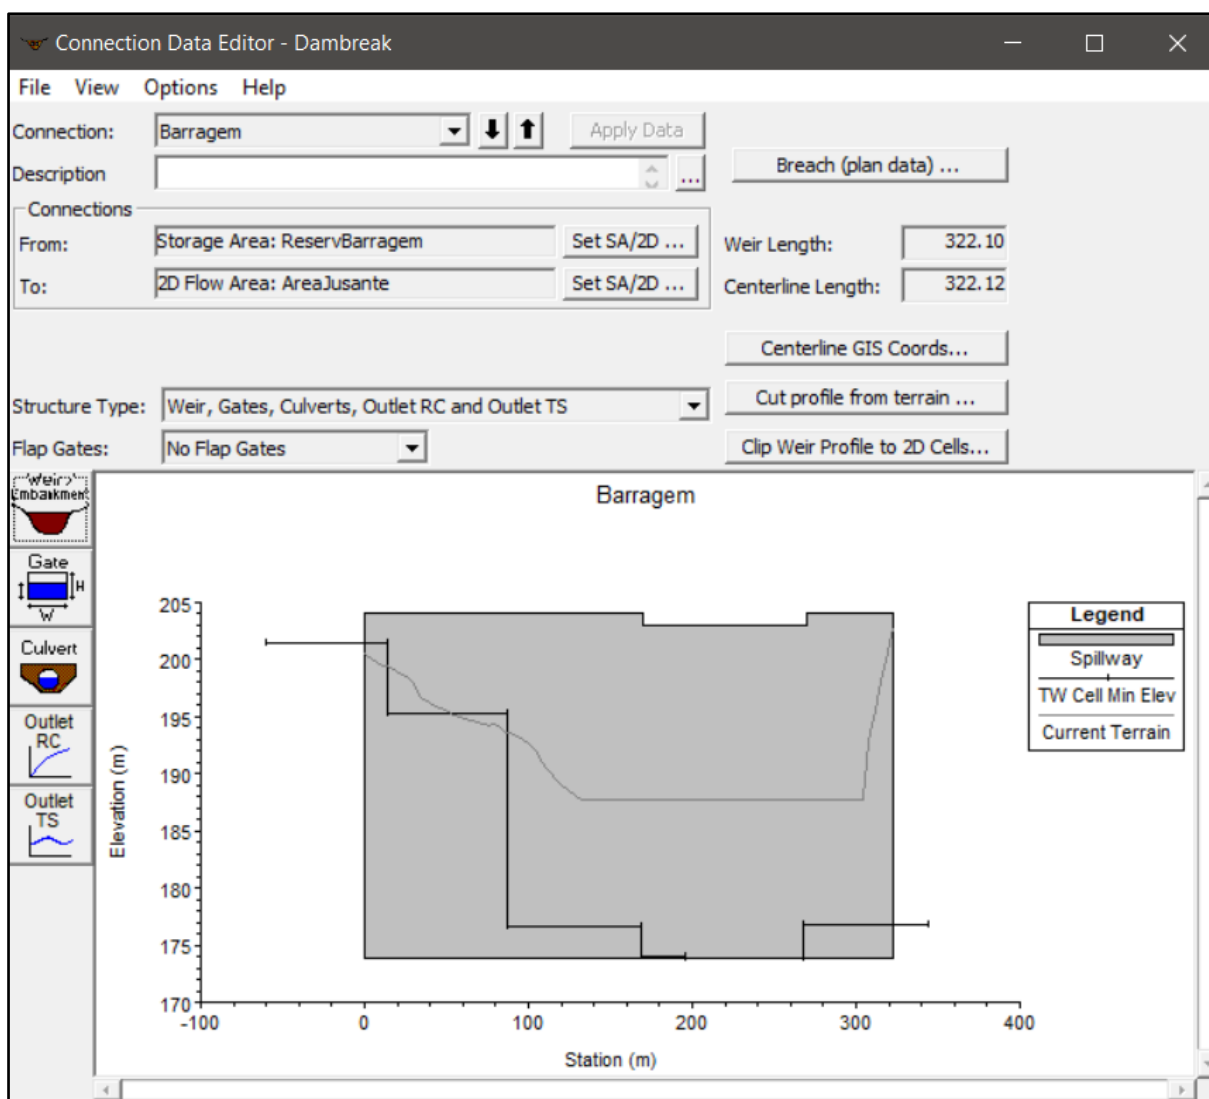 Connection Data Editor - Dambreak
File View Options Help
Connection: Barragem Apply Data
Description ... Breach (plan data) ...
Connections
From: Storage Area: ReservBarragem Set SA/2D ... Weir Length: 322.10
To: 2D Flow Area: AreaJusante Set SA/2D ... Centerline Length: 322.12
Centerline GIS Coords...
Structure Type: Weir, Gates, Culverts, Outlet RC and Outlet TS Cut profile from terrain ...
Flap Gates: No Flap Gates Clip Weir Profile to 2D Cells...
Weir/
Embankment
Gate
H
W
Culvert
Outlet
RC
Outlet
TS
Barragem
205
200
195
190
185
180
175
170
Elevation (m)
-100 0 100 200 300 400
Station (m)
Legend
Spillway
TW Cell Min Elev
Current Terrain